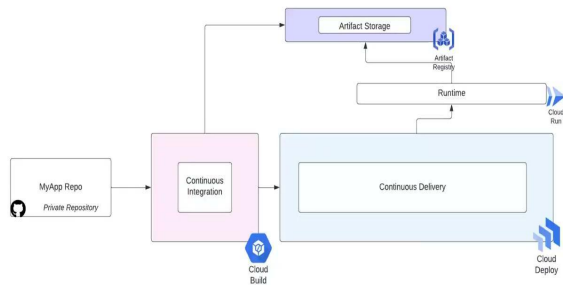 Artifact Storage
Artifact
Registry
Runtime
Cloud
Run
MyApp Repo
Private Repository
Continuous
Integration
Continuous Delivery
Cloud
Build
Cloud
Deploy